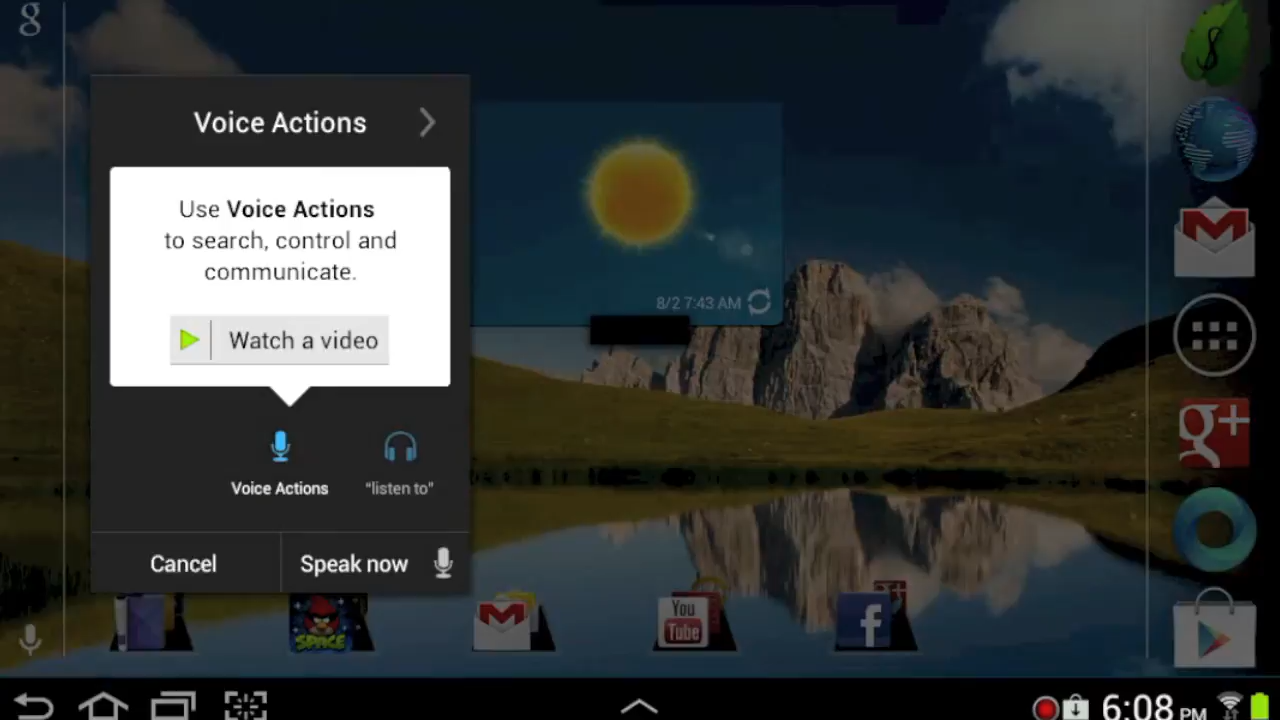 g
Voice Actions
Use Voice Actions
to search, control and
communicate.
Watch a video
Voice Actions
"listen to"
Cancel
Speak now
8/2 7:43 AM
g+
SPACE
You
Tube
f
6:08 PM